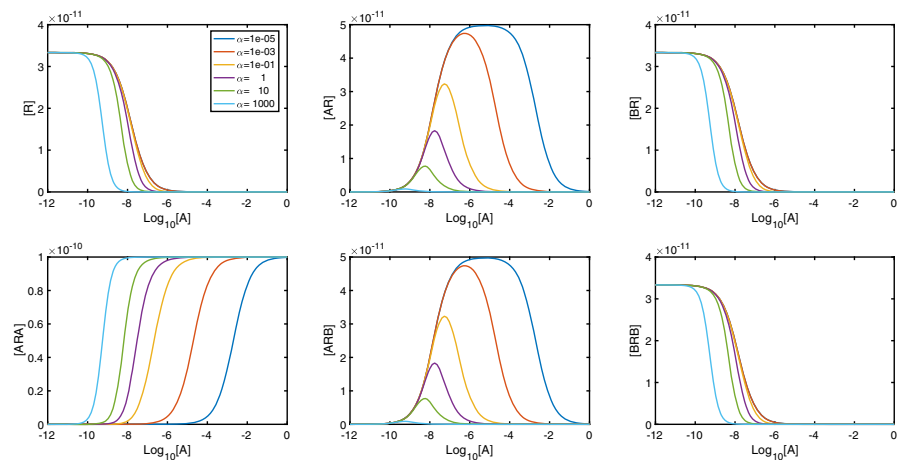 ×10⁻¹¹
4
3
2
1
0
[R]
-12 -10 -8 -6 -4 -2 0
Log₁₀[A]
α=1e-05
α=1e-03
α=1e-01
α= 1
α= 10
α= 1000
×10⁻¹¹
5
4
3
2
1
0
[AR]
-12 -10 -8 -6 -4 -2 0
Log₁₀[A]
×10⁻¹¹
4
3
2
1
0
[BR]
-12 -10 -8 -6 -4 -2 0
Log₁₀[A]
×10⁻¹⁰
1
0.8
0.6
0.4
0.2
0
[ARA]
-12 -10 -8 -6 -4 -2 0
Log₁₀[A]
×10⁻¹¹
5
4
3
2
1
0
[ARB]
-12 -10 -8 -6 -4 -2 0
Log₁₀[A]
×10⁻¹¹
4
3
2
1
0
[BRB]
-12 -10 -8 -6 -4 -2 0
Log₁₀[A]